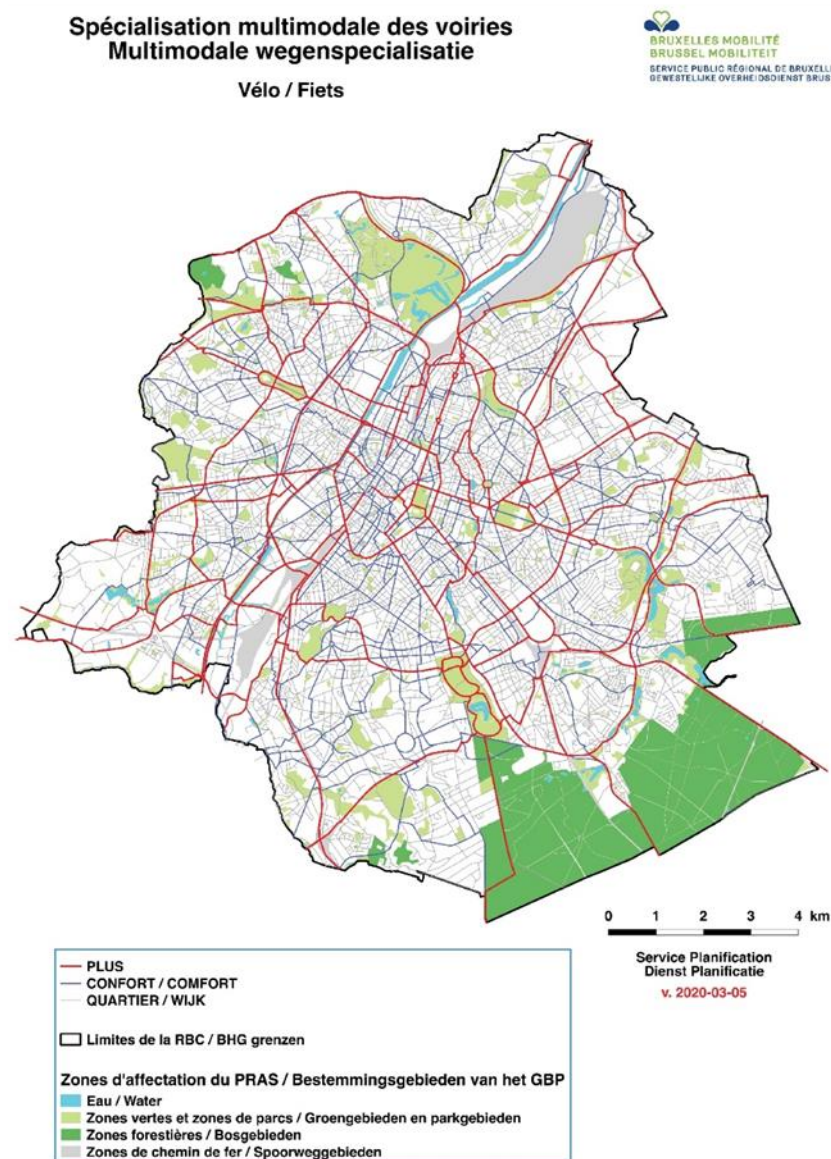 Spécialisation multimodale des voiries
Multimodale wegenspecialisatie
Vélo / Fiets
BRUXELLES MOBILITÉ
BRUSSEL MOBILITEIT
SERVICE PUBLIC RÉGIONAL DE BRUXELLE
GEWESTELIJKE OVERHEIDSDIENST BRUS
0 1 2 3 4 km
Service Planification
Dienst Planificatie
v. 2020-03-05
PLUS
CONFORT / COMFORT
QUARTIER / WIJK
Limites de la RBC / BHG grenzen
Zones d'affectation du PRAS / Bestemmingsgebieden van het GBP
Eau / Water
Zones vertes et zones de parcs / Groengebieden en parkgebieden
Zones forestières / Bosgebieden
Zones de chemin de fer / Spoorweggebieden